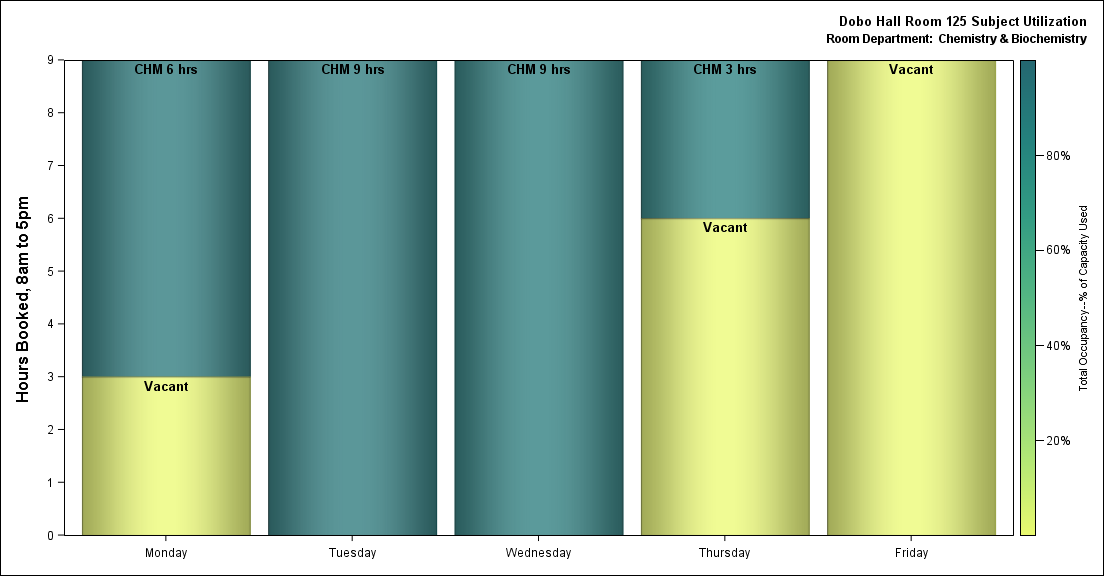 Dobo Hall Room 125 Subject Utilization
Room Department: Chemistry & Biochemistry
Hours Booked, 8am to 5pm
9
8
7
6
5
4
3
2
1
0
CHM 6 hrs
Vacant
CHM 9 hrs
CHM 9 hrs
CHM 3 hrs
Vacant
Vacant
Monday
Tuesday
Wednesday
Thursday
Friday
80%
60%
40%
20%
Total Occupancy--% of Capacity Used